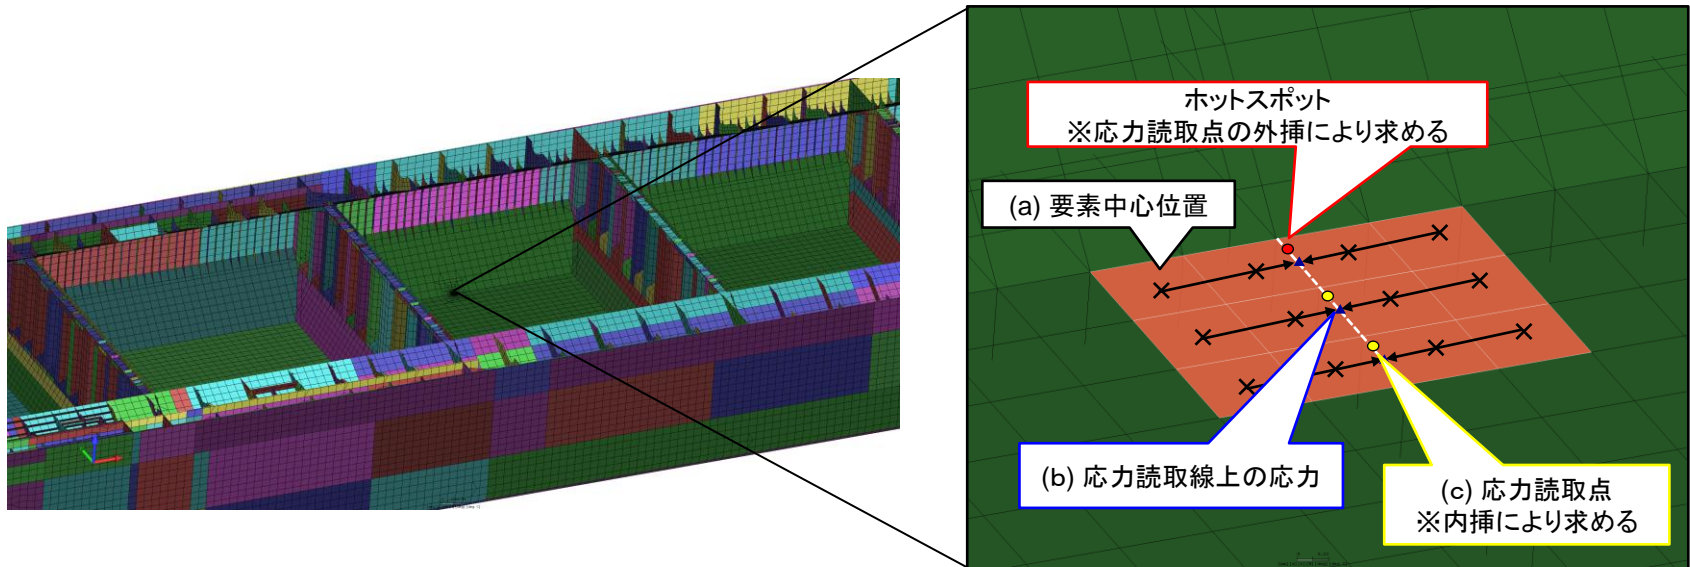 ホットスポット
※応力読取点の外挿により求める
(a) 要素中心位置
(b) 応力読取線上の応力
(c) 応力読取点
※内挿により求める